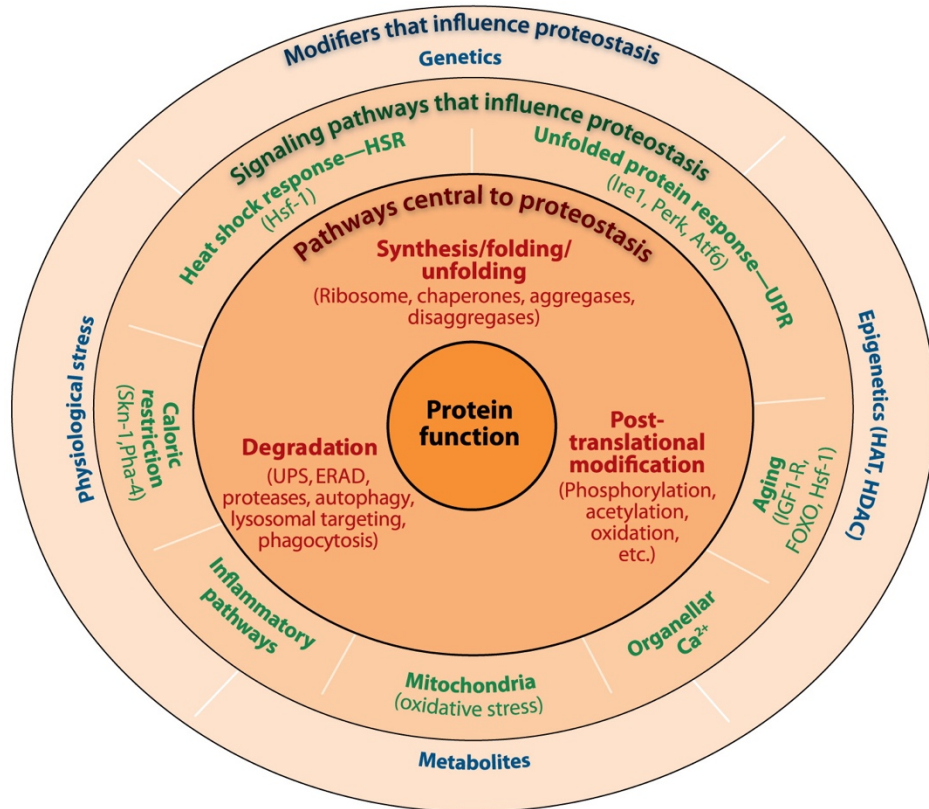 Modifiers that influence proteostasis
Genetics
Signaling pathways that influence proteostasis
Heat shock response—HSR
(Hsf-1)
Unfolded protein response—UPR
(Ire1, Perk, Atf6)
Pathways central to proteostasis
Synthesis/folding/
unfolding
(Ribosome, chaperones, aggregases,
disaggregases)
Physiological stress
Epigenetics (HAT, HDAC)
Caloric
restriction
(Skn-1,Pha-4)
Protein
function
Degradation
(UPS, ERAD,
proteases, autophagy,
lysosomal targeting,
phagocytosis)
Post-
translational
modification
(Phosphorylation,
acetylation,
oxidation,
etc.)
Aging
(IGF1-R,
FOXO, Hsf-1)
Inflammatory
pathways
Organellar
Ca²⁺
Mitochondria
(oxidative stress)
Metabolites